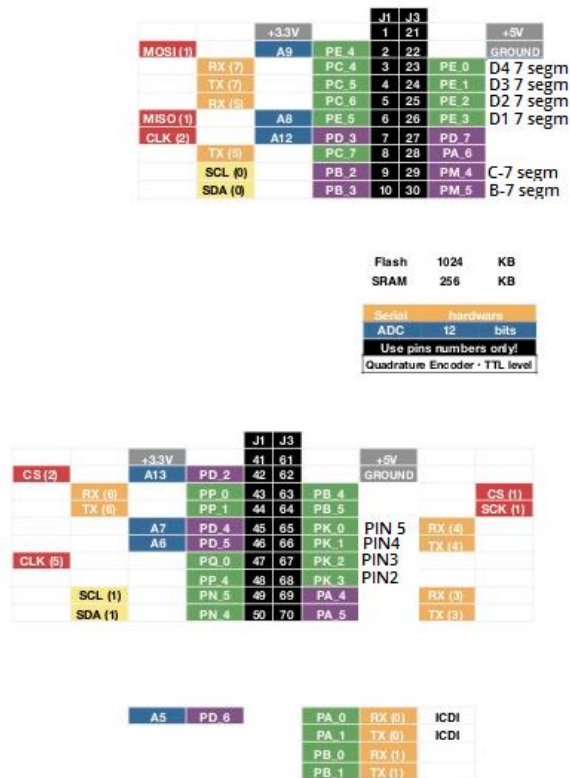 J1 J3
+3.3V 1 21 +5V
MOSI (1) A9 PE_4 2 22 GROUND
RX (7) PC_4 3 23 PE_0 D4 7 segm
TX (7) PC_5 4 24 PE_1 D3 7 segm
RX (5) PC_6 5 25 PE_2 D2 7 segm
MISO (1) A8 PE_5 6 26 PE_3 D1 7 segm
CLK (2) A12 PD_3 7 27 PD_7
TX (5) PC_7 8 28 PA_6
SCL (0) PB_2 9 29 PM_4 C-7 segm
SDA (0) PB_3 10 30 PM_5 B-7 segm
Flash 1024 KB
SRAM 256 KB
Serial hardware
ADC 12 bits
Use pins numbers only!
Quadrature Encoder · TTL level
J1 J3
+3.3V 41 61 +5V
CS (2) A13 PD_2 42 62 GROUND
RX (6) PP_0 43 63 PB_4 CS (1)
TX (6) PP_1 44 64 PB_5 SCK (1)
A7 PD_4 45 65 PK_0 PIN 5 RX (4)
A6 PD_5 46 66 PK_1 PIN4 TX (4)
CLK (5) PQ_0 47 67 PK_2 PIN3
PP_4 48 68 PK_3 PIN2
SCL (1) PN_5 49 69 PA_4 RX (3)
SDA (1) PN_4 50 70 PA_5 TX (3)
A5 PD_6 PA_0 RX (0) ICDI
PA_1 TX (0) ICDI
PB_0 RX (1)
PB_1 TX (1)